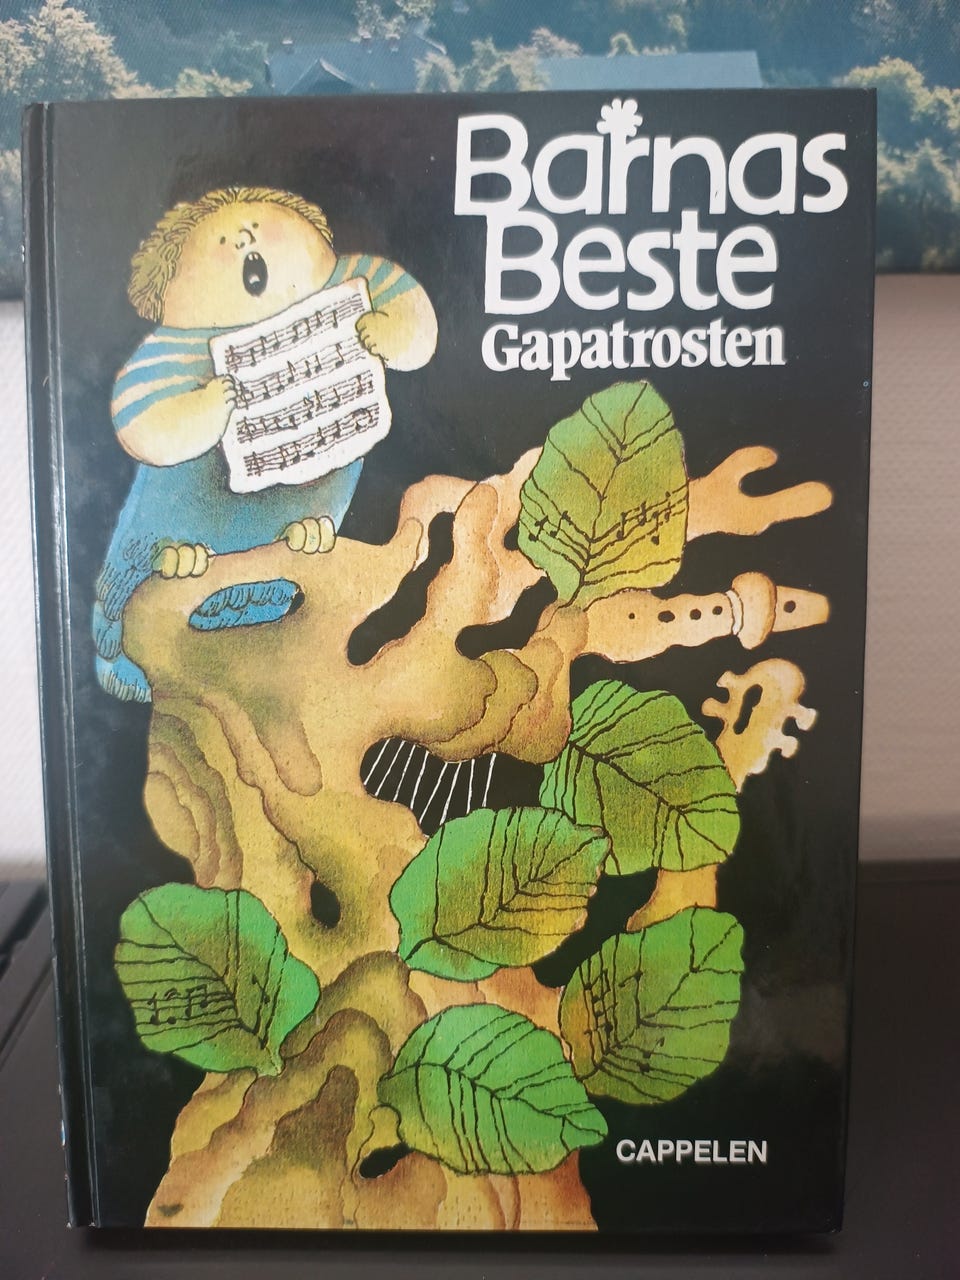 Barnas
Beste
Gapatrosten
CAPPELEN